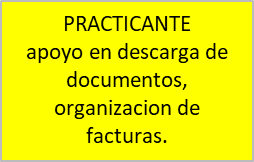 PRACTICANTE
apoyo en descarga de
documentos,
organizacion de
facturas.